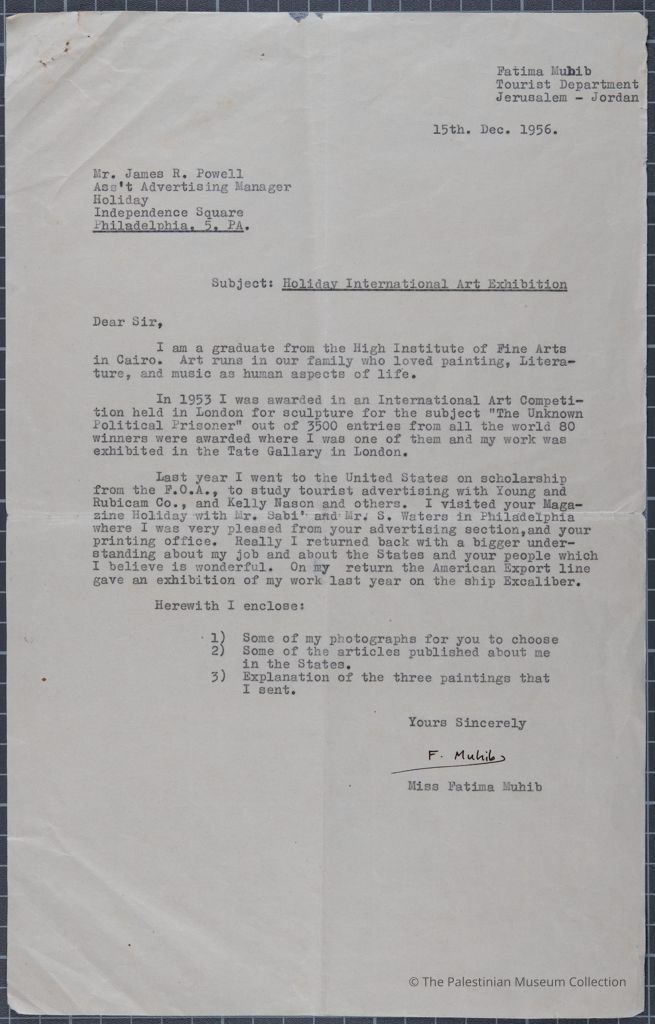 Fatima Muhib
Tourist Department
Jerusalem - Jordan
15th. Dec. 1956.
Mr. James R. Powell
Ass't Advertising Manager
Holiday
Independence Square
Philadelphia. 5. PA.
Subject: Holiday International Art Exhibition
Dear Sir,
I am a graduate from the High Institute of Fine Arts
in Cairo. Art runs in our family who loved painting, Litera-
ture, and music as human aspects of life.
In 1953 I was awarded in an International Art Competi-
tion held in London for sculpture for the subject "The Unknown
Political Prisoner" out of 3500 entries from all the world 80
winners were awarded where I was one of them and my work was
exhibited in the Tate Gallary in London.
Last year I went to the United States on scholarship
from the F.O.A., to study tourist advertising with Young and
Rubicam Co., and Kelly Nason and others. I visited your Maga-
zine Holiday with Mr. Sabi' and Mr. S. Waters in Philadelphia
where I was very pleased from your advertising section,and your
printing office. Really I returned back with a bigger under-
standing about my job and about the States and your people which
I believe is wonderful. On my return the American Export line
gave an exhibition of my work last year on the ship Excaliber.
Herewith I enclose:
1) Some of my photographs for you to choose
2) Some of the articles published about me
in the States.
3) Explanation of the three paintings that
I sent.
Yours Sincerely
F. Muhib
Miss Fatima Muhib
© The Palestinian Museum Collection